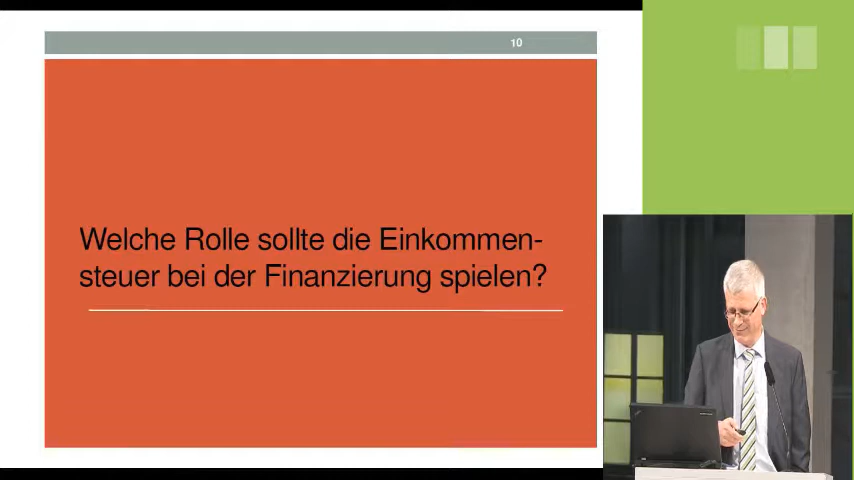 10
Welche Rolle sollte die Einkommen-
steuer bei der Finanzierung spielen?